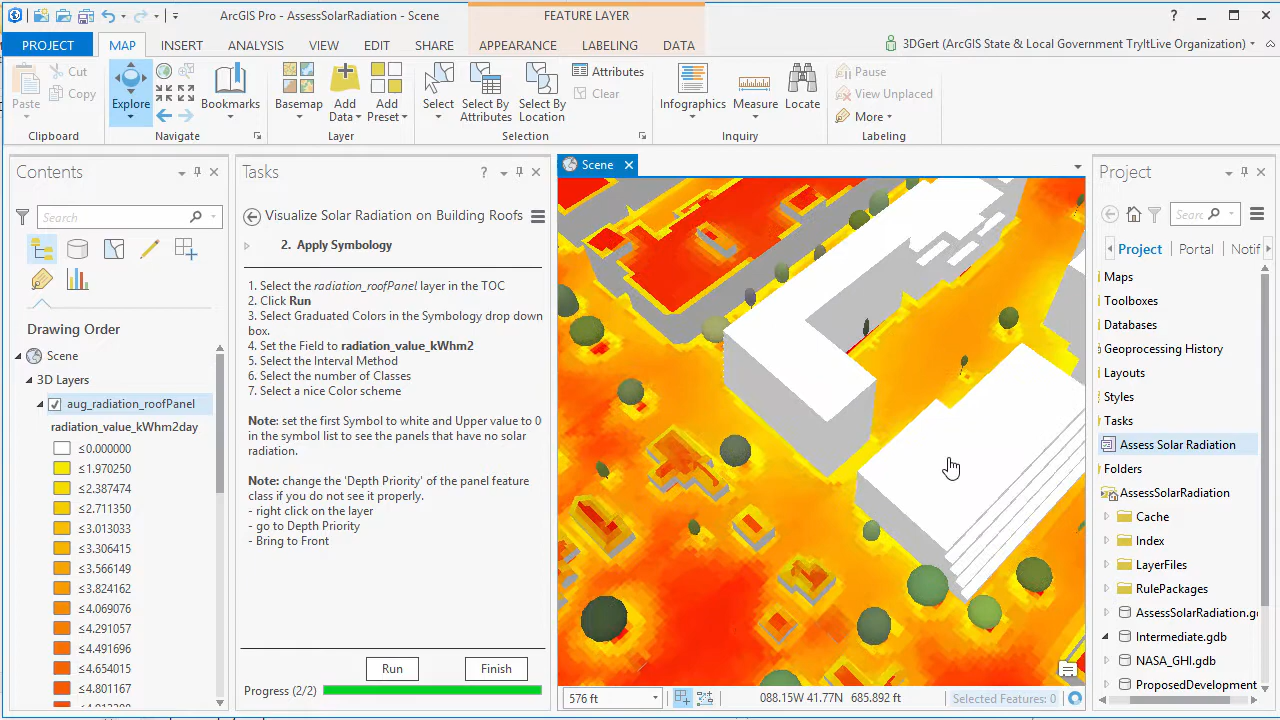 ArcGIS Pro - AssessSolarRadiation - Scene
FEATURE LAYER
PROJECT
MAP
INSERT
ANALYSIS
VIEW
EDIT
SHARE
APPEARANCE
LABELING
DATA
3DGert (ArcGIS State & Local Government TryItLive Organization)
Paste
Cut
Copy
Clipboard
Explore
Bookmarks
Navigate
Basemap
Add Data
Add Preset
Layer
Select
Select By Attributes
Select By Location
Attributes
Clear
Selection
Infographics
Measure
Locate
Inquiry
Pause
View Unplaced
More
Labeling
Contents
Search
Drawing Order
Scene
3D Layers
aug_radiation_roofPanel
radiation_value_kWhm2day
≤0.000000
≤1.970250
≤2.387474
≤2.711350
≤3.013033
≤3.306415
≤3.566149
≤3.824162
≤4.069076
≤4.291057
≤4.491696
≤4.654015
≤4.801167
Tasks
Visualize Solar Radiation on Building Roofs
2. Apply Symbology
1. Select the radiation_roofPanel layer in the TOC
2. Click Run
3. Select Graduated Colors in the Symbology drop down
box.
4. Set the Field to radiation_value_kWhm2
5. Select the Interval Method
6. Select the number of Classes
7. Select a nice Color scheme
Note: set the first Symbol to white and Upper value to 0
in the symbol list to see the panels that have no solar
radiation.
Note: change the 'Depth Priority' of the panel feature
class if you do not see it properly.
- right click on the layer
- go to Depth Priority
- Bring to Front
Run
Finish
Progress (2/2)
Scene
576 ft
088.15W 41.77N 685.892 ft
Selected Features: 0
Project
Searc
Project
Portal
Notif
Maps
Toolboxes
Databases
Geoprocessing History
Layouts
Styles
Tasks
Assess Solar Radiation
Folders
AssessSolarRadiation
Cache
Index
LayerFiles
RulePackages
AssessSolarRadiation.g
Intermediate.gdb
NASA_GHI.gdb
ProposedDevelopment